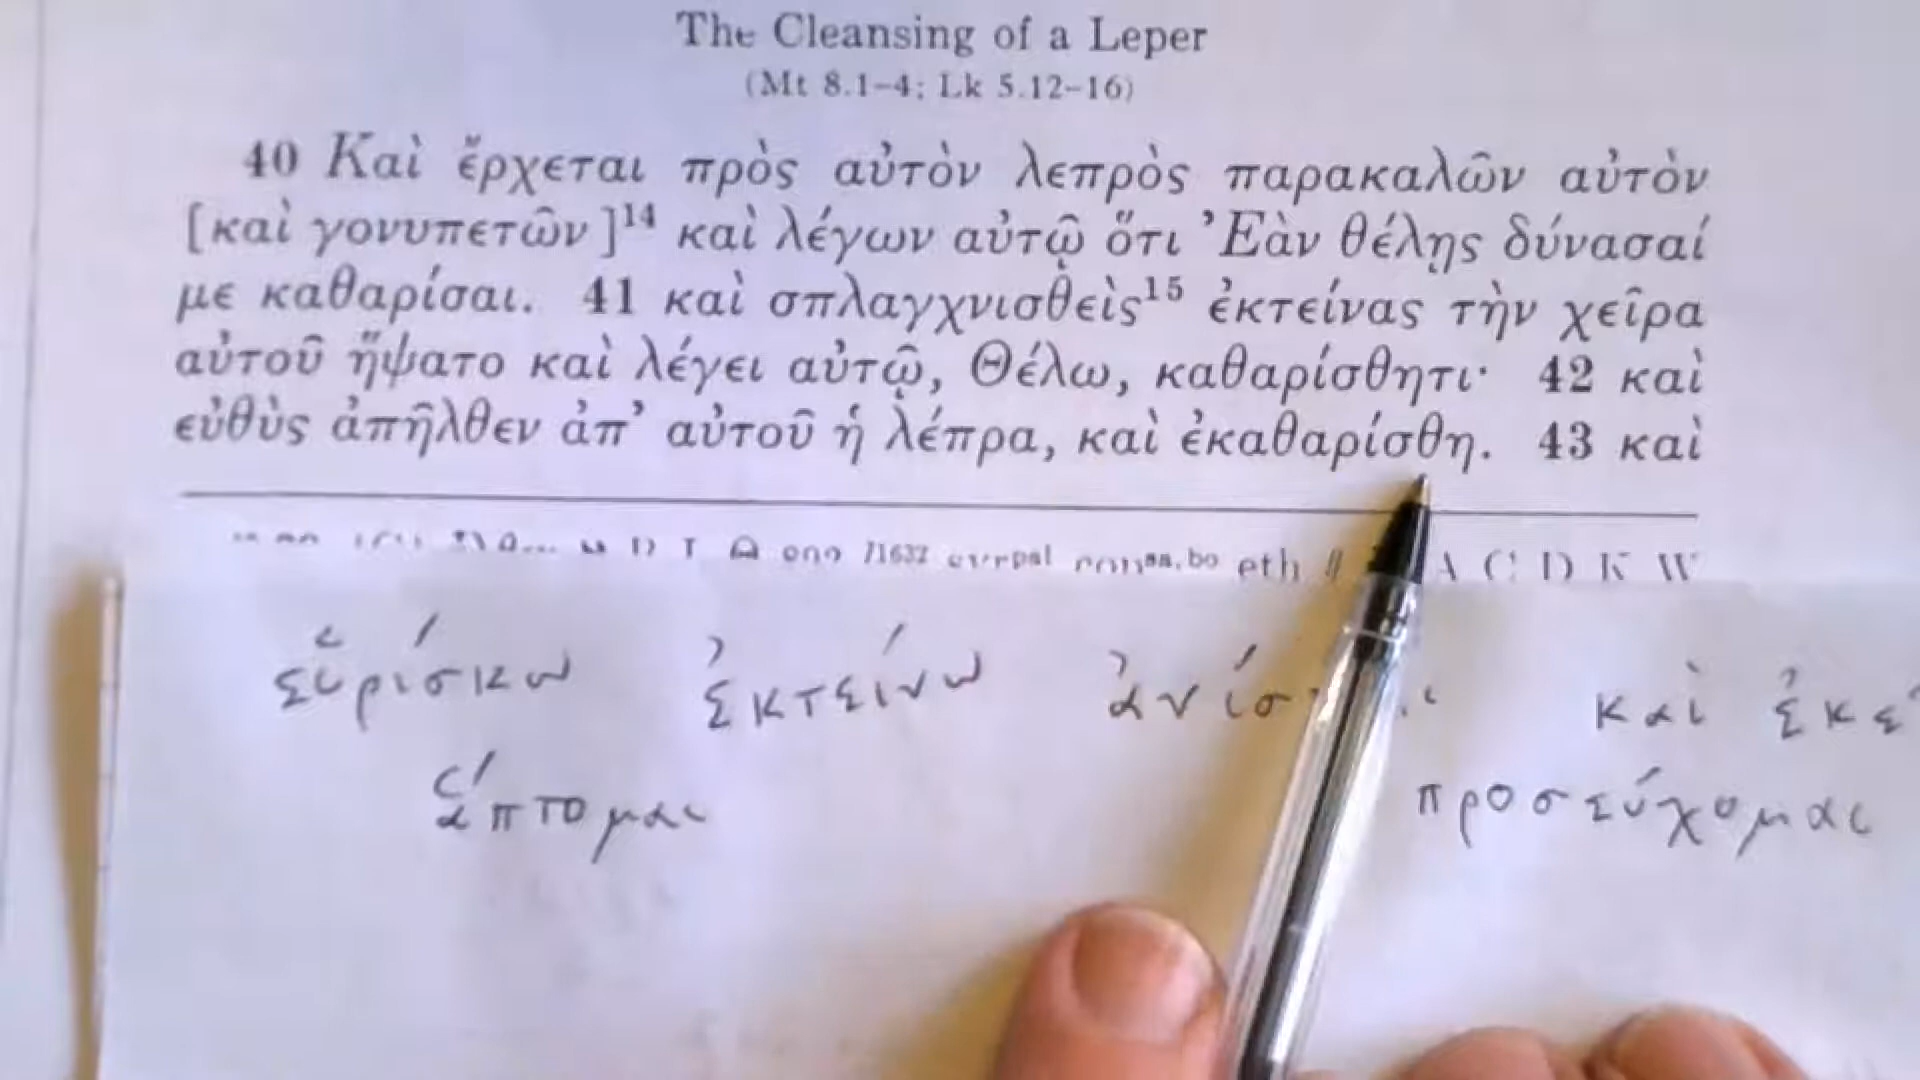 The Cleansing of a Leper
(Mt 8.1–4; Lk 5.12–16)
40 Καὶ ἔρχεται πρὸς αὐτὸν λεπρὸς παρακαλῶν αὐτὸν
[καὶ γονυπετῶν]14 καὶ λέγων αὐτῷ ὅτι Ἐὰν θέλῃς δύνασαί
με καθαρίσαι. 41 καὶ σπλαγχνισθεὶς15 ἐκτείνας τὴν χεῖρα
αὐτοῦ ἥψατο καὶ λέγει αὐτῷ, Θέλω, καθαρίσθητι· 42 καὶ
εὐθὺς ἀπῆλθεν ἀπ’ αὐτοῦ ἡ λέπρα, καὶ ἐκαθαρίσθη. 43 καὶ
eth A C D K W
εὑρίσκω ἐκτείνω καὶ
ἅπτομαι προσεύχομαι